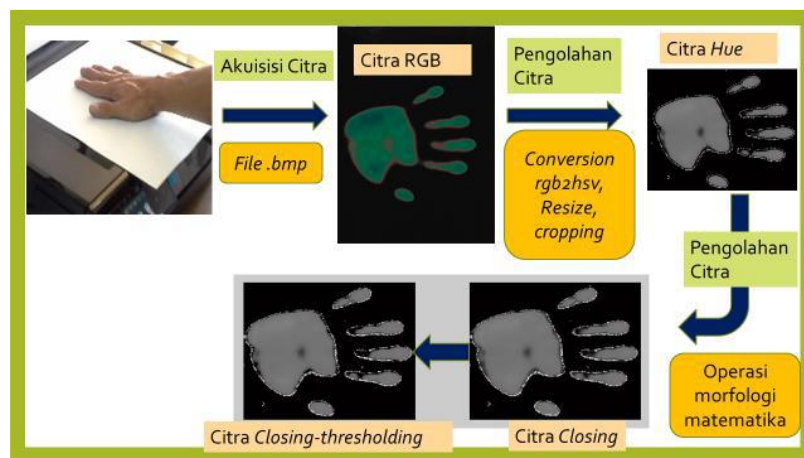 Akuisisi Citra
File .bmp
Citra RGB
Pengolahan
Citra
Conversion
rgb2hsv,
Resize,
cropping
Citra Hue
Pengolahan
Citra
Operasi
morfologi
matematika
Citra Closing
Citra Closing-thresholding